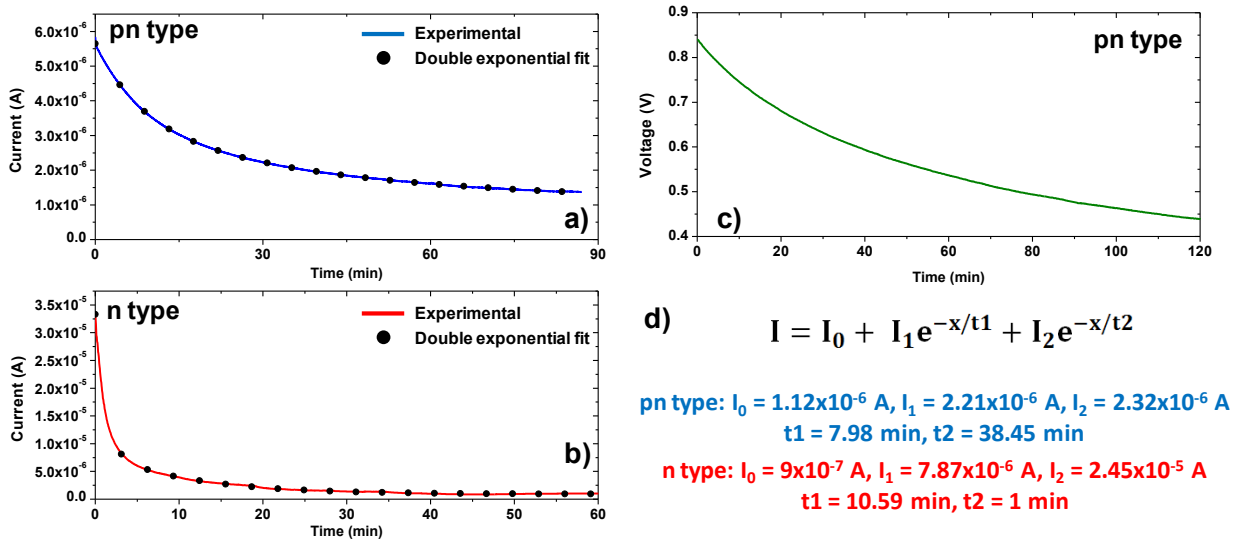 pn type
Experimental
Double exponential fit
6.0x10⁻⁶
5.0x10⁻⁶
4.0x10⁻⁶
3.0x10⁻⁶
2.0x10⁻⁶
1.0x10⁻⁶
0.0
Current (A)
0 30 60 90
Time (min)
a)
n type
Experimental
Double exponential fit
3.5x10⁻⁵
3.0x10⁻⁵
2.5x10⁻⁵
2.0x10⁻⁵
1.5x10⁻⁵
1.0x10⁻⁵
5.0x10⁻⁶
0.0
Current (A)
0 10 20 30 40 50 60
Time (min)
b)
c)
pn type
0.9
0.8
0.7
0.6
0.5
0.4
Voltage (V)
0 20 40 60 80 100 120
Time (min)
d)
I = I₀ + I₁e⁻ˣ/ᵗ¹ + I₂e⁻ˣ/ᵗ²
pn type: I₀ = 1.12x10⁻⁶ A, I₁ = 2.21x10⁻⁶ A, I₂ = 2.32x10⁻⁶ A
t1 = 7.98 min, t2 = 38.45 min
n type: I₀ = 9x10⁻⁷ A, I₁ = 7.87x10⁻⁶ A, I₂ = 2.45x10⁻⁵ A
t1 = 10.59 min, t2 = 1 min